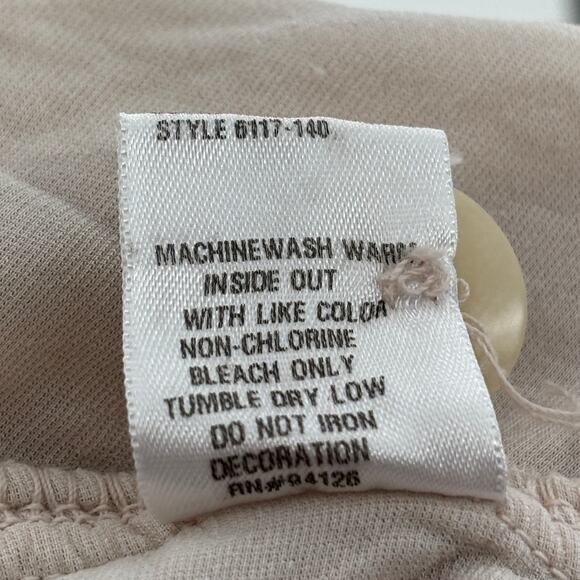 STYLE 6117-140
MACHINEWASH WARM
INSIDE OUT
WITH LIKE COLOR
NON-CHLORINE
BLEACH ONLY
TUMBLE DRY LOW
DO NOT IRON
DECORATION
RN#94126